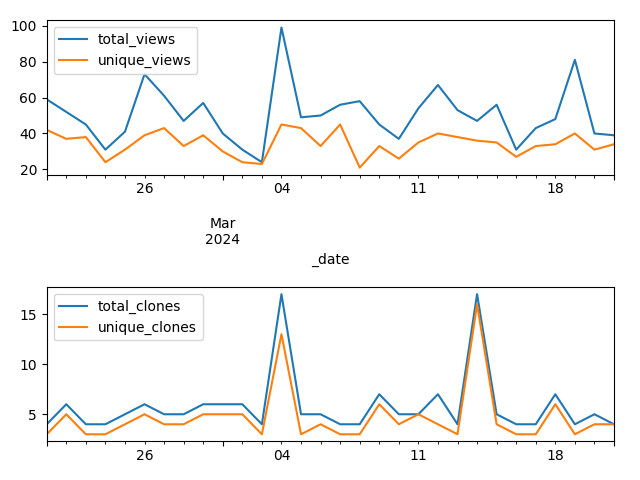 100
80
60
40
20
total_views
unique_views
26
04
11
18
Mar
2024
_date
15
10
5
total_clones
unique_clones
26
04
11
18